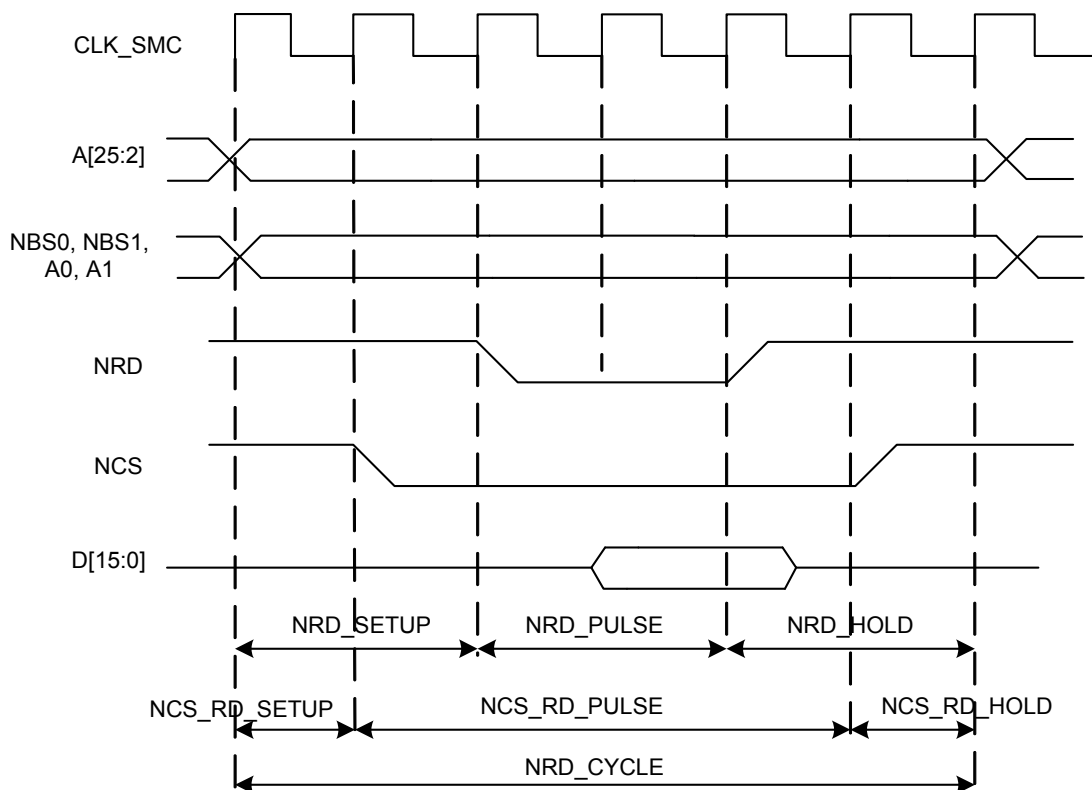 CLK_SMC
A[25:2]
NBS0, NBS1,
A0, A1
NRD
NCS
D[15:0]
NRD_SETUP NRD_PULSE NRD_HOLD
NCS_RD_SETUP NCS_RD_PULSE NCS_RD_HOLD
NRD_CYCLE